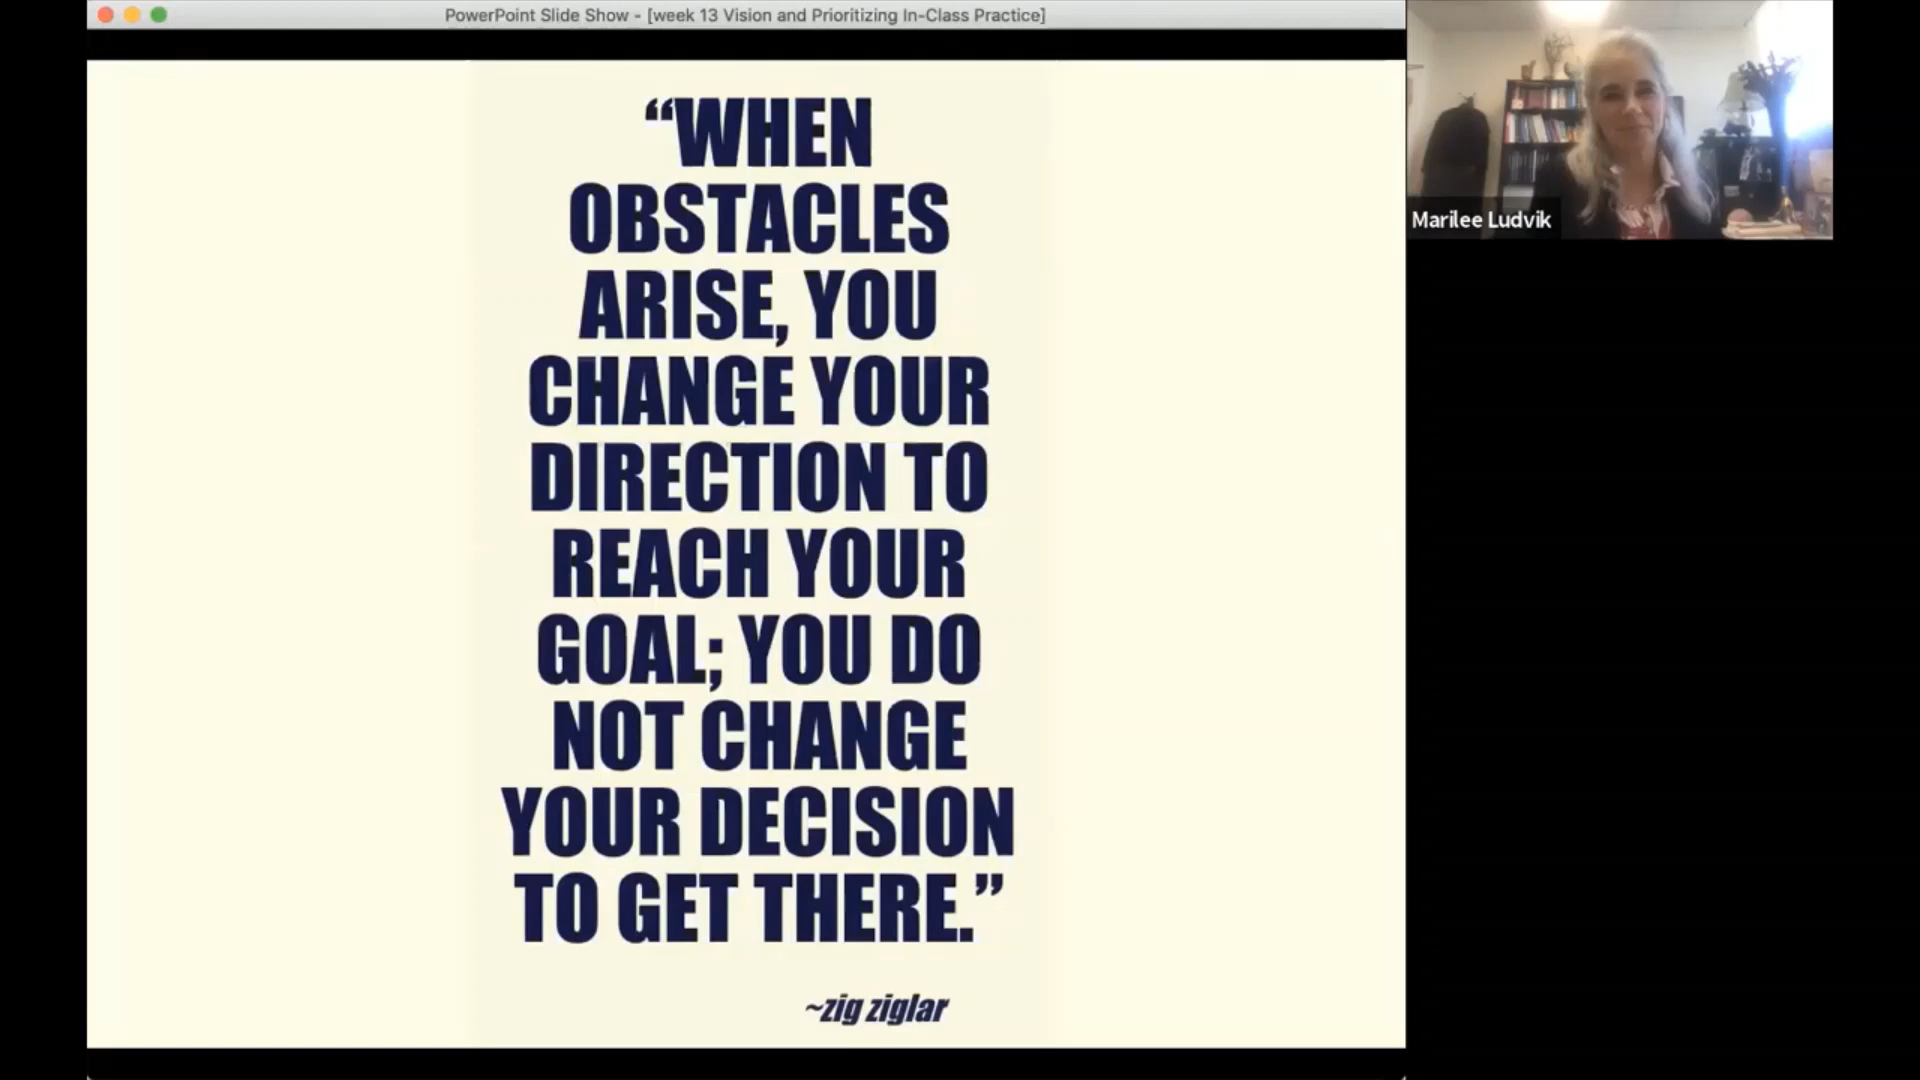 PowerPoint Slide Show - [week 13 Vision and Prioritizing In-Class Practice]
“WHEN
OBSTACLES
ARISE, YOU
CHANGE YOUR
DIRECTION TO
REACH YOUR
GOAL; YOU DO
NOT CHANGE
YOUR DECISION
TO GET THERE.”
~zig ziglar
Marilee Ludvik